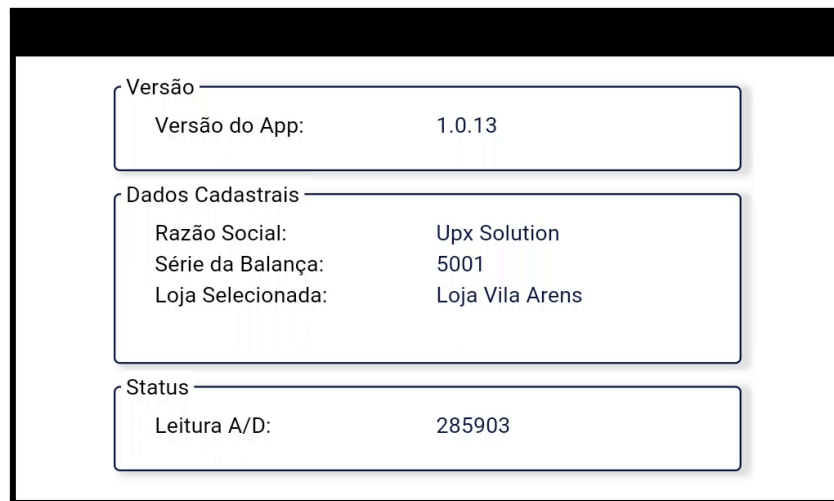 Versão
Versão do App: 1.0.13
Dados Cadastrais
Razão Social: Upx Solution
Série da Balança: 5001
Loja Selecionada: Loja Vila Arens
Status
Leitura A/D: 285903